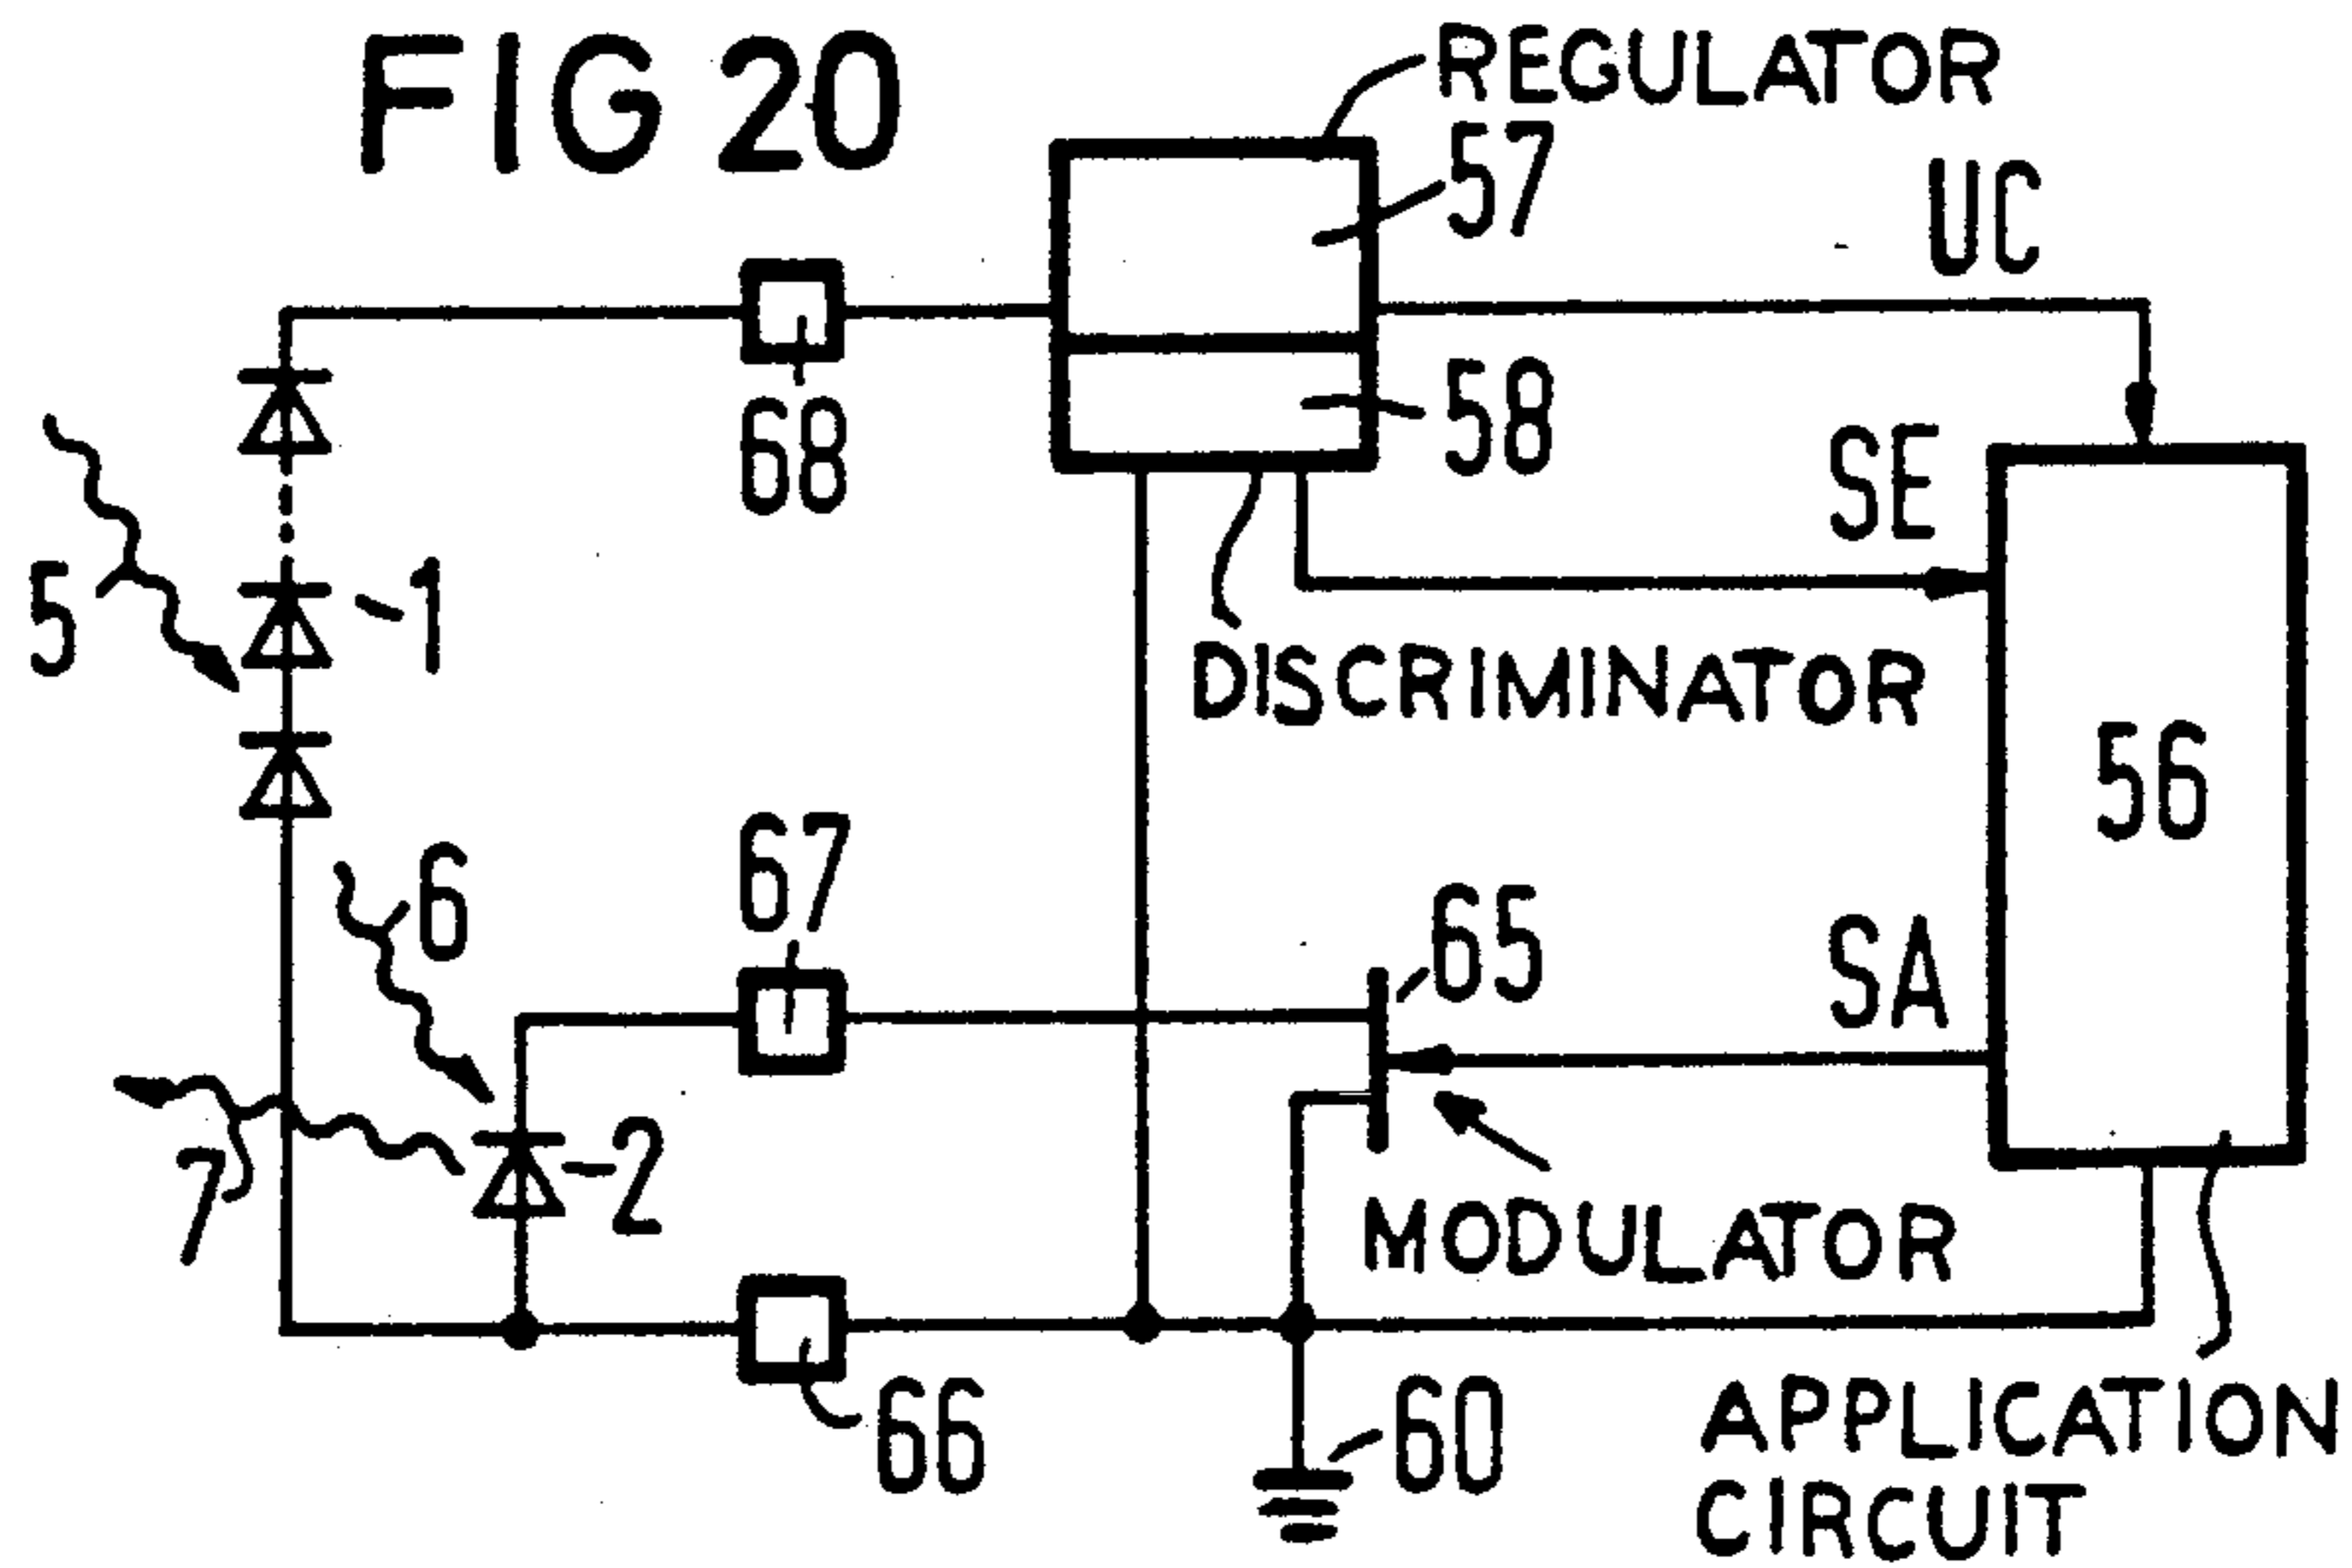 FIG 20
REGULATOR
57
UC
68
58
SE
5
1
DISCRIMINATOR
56
67
6
65
SA
7
2
MODULATOR
66
60
APPLICATION
CIRCUIT